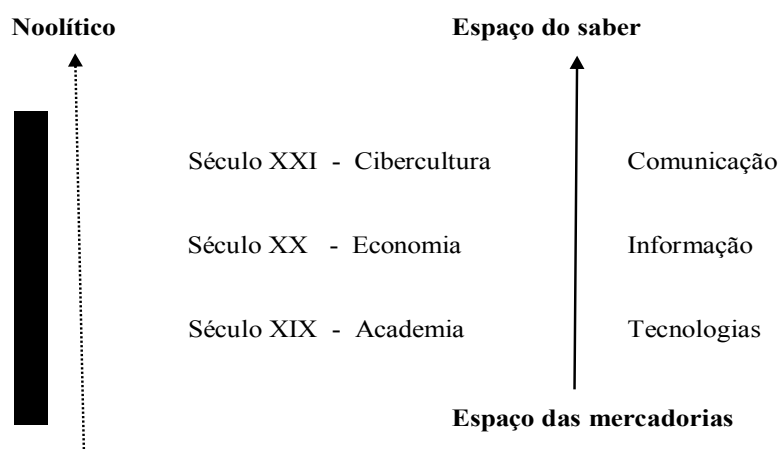 Noolítico Espaço do saber
Século XXI - Cibercultura Comunicação
Século XX - Economia Informação
Século XIX - Academia Tecnologias
Espaço das mercadorias